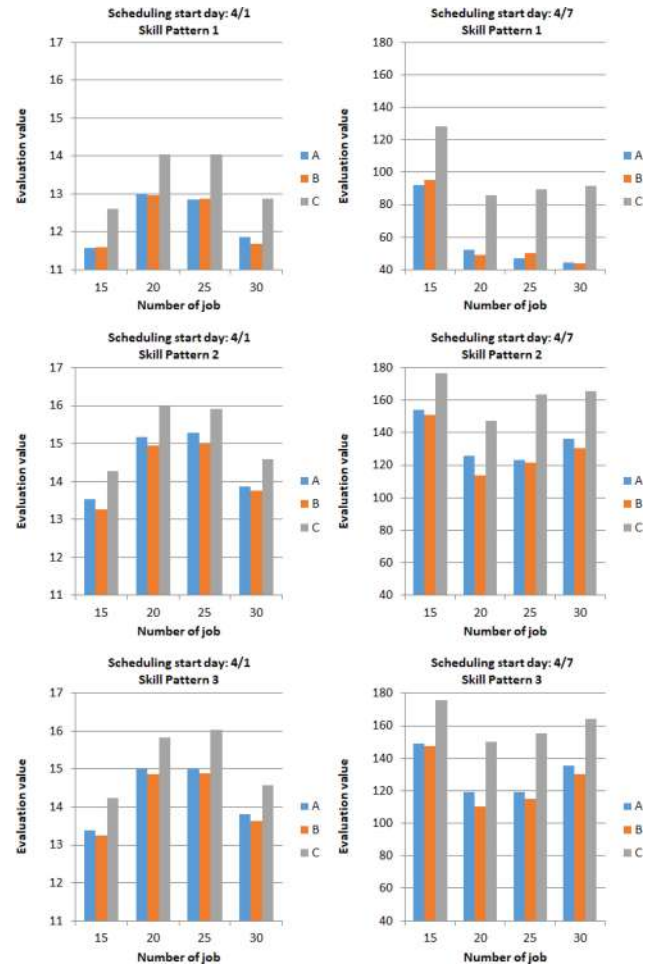 Scheduling start day: 4/1
Skill Pattern 1
17
16
15
14
13
12
11
Evaluation value
15 20 25 30
Number of job
A
B
C
Scheduling start day: 4/7
Skill Pattern 1
180
160
140
120
100
80
60
40
Evaluation value
15 20 25 30
Number of job
A
B
C
Scheduling start day: 4/1
Skill Pattern 2
17
16
15
14
13
12
11
Evaluation value
15 20 25 30
Number of job
A
B
C
Scheduling start day: 4/7
Skill Pattern 2
180
160
140
120
100
80
60
40
Evaluation value
15 20 25 30
Number of job
A
B
C
Scheduling start day: 4/1
Skill Pattern 3
17
16
15
14
13
12
11
Evaluation value
15 20 25 30
Number of job
A
B
C
Scheduling start day: 4/7
Skill Pattern 3
180
160
140
120
100
80
60
40
Evaluation value
15 20 25 30
Number of job
A
B
C